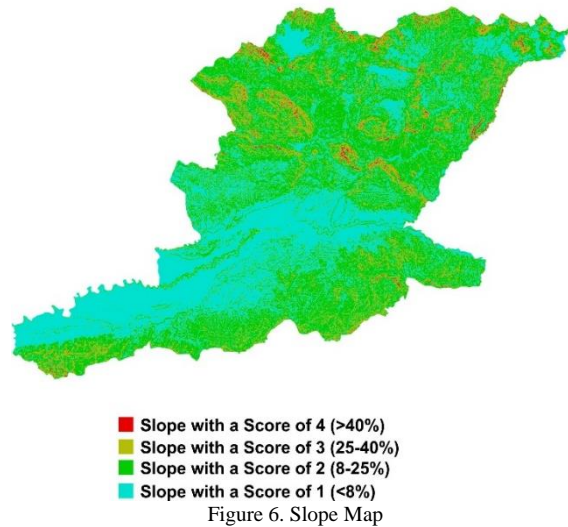 Slope with a Score of 4 (>40%)
Slope with a Score of 3 (25-40%)
Slope with a Score of 2 (8-25%)
Slope with a Score of 1 (<8%)
Figure 6. Slope Map